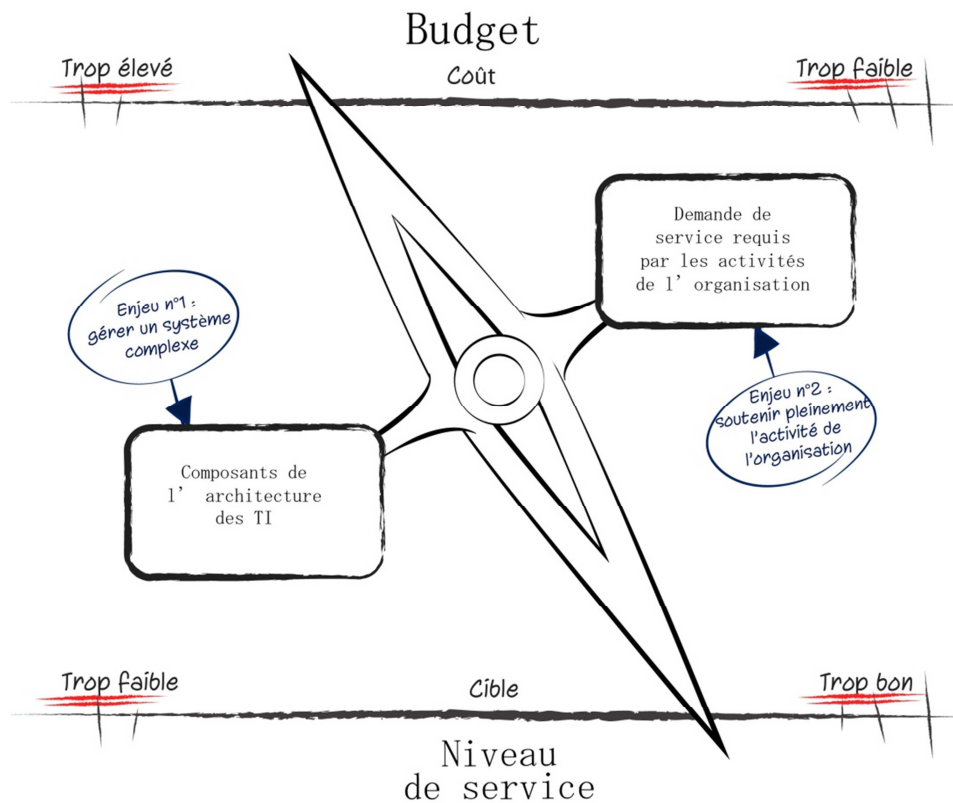 Budget
Trop élevé
Coût
Trop faible
Demande de
service requis
par les activités
de l'organisation
Enjeu n°1 :
gérer un système
complexe
Enjeu n°2 :
soutenir pleinement
l'activité de
l'organisation
Composants de
l' architecture
des TI
Trop faible
Cible
Trop bon
Niveau
de service